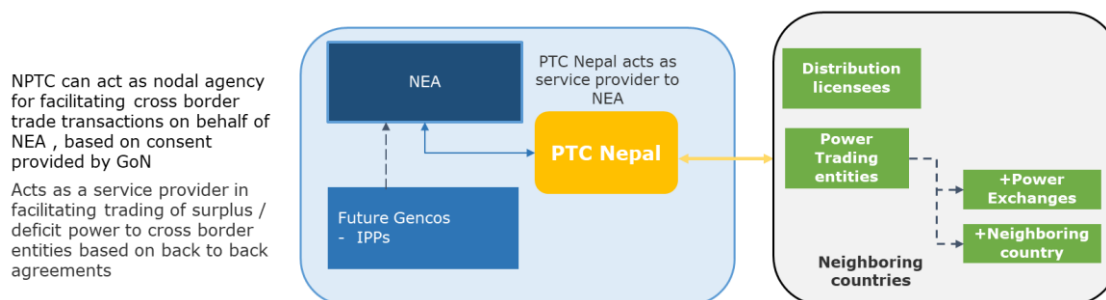 NPTC can act as nodal agency
for facilitating cross border
trade transactions on behalf of
NEA , based on consent
provided by GoN
Acts as a service provider in
facilitating trading of surplus /
deficit power to cross border
entities based on back to back
agreements
NEA
PTC Nepal acts as
service provider to
NEA
PTC Nepal
Future Gencos
- IPPs
Distribution
licensees
Power
Trading
entities
+Power
Exchanges
+Neighboring
country
Neighboring
countries